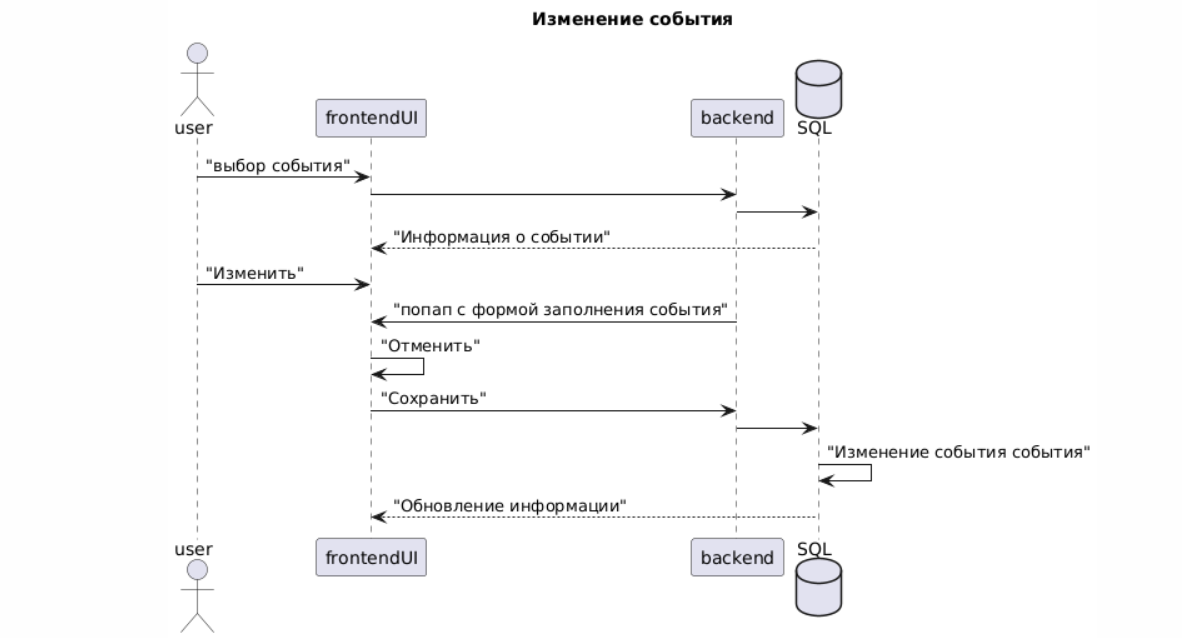 Изменение события
user
frontendUI
backend
SQL
"выбор события"
"Информация о событии"
"Изменить"
"попап с формой заполнения события"
"Отменить"
"Сохранить"
"Изменение события события"
"Обновление информации"
user
frontendUI
backend
SQL